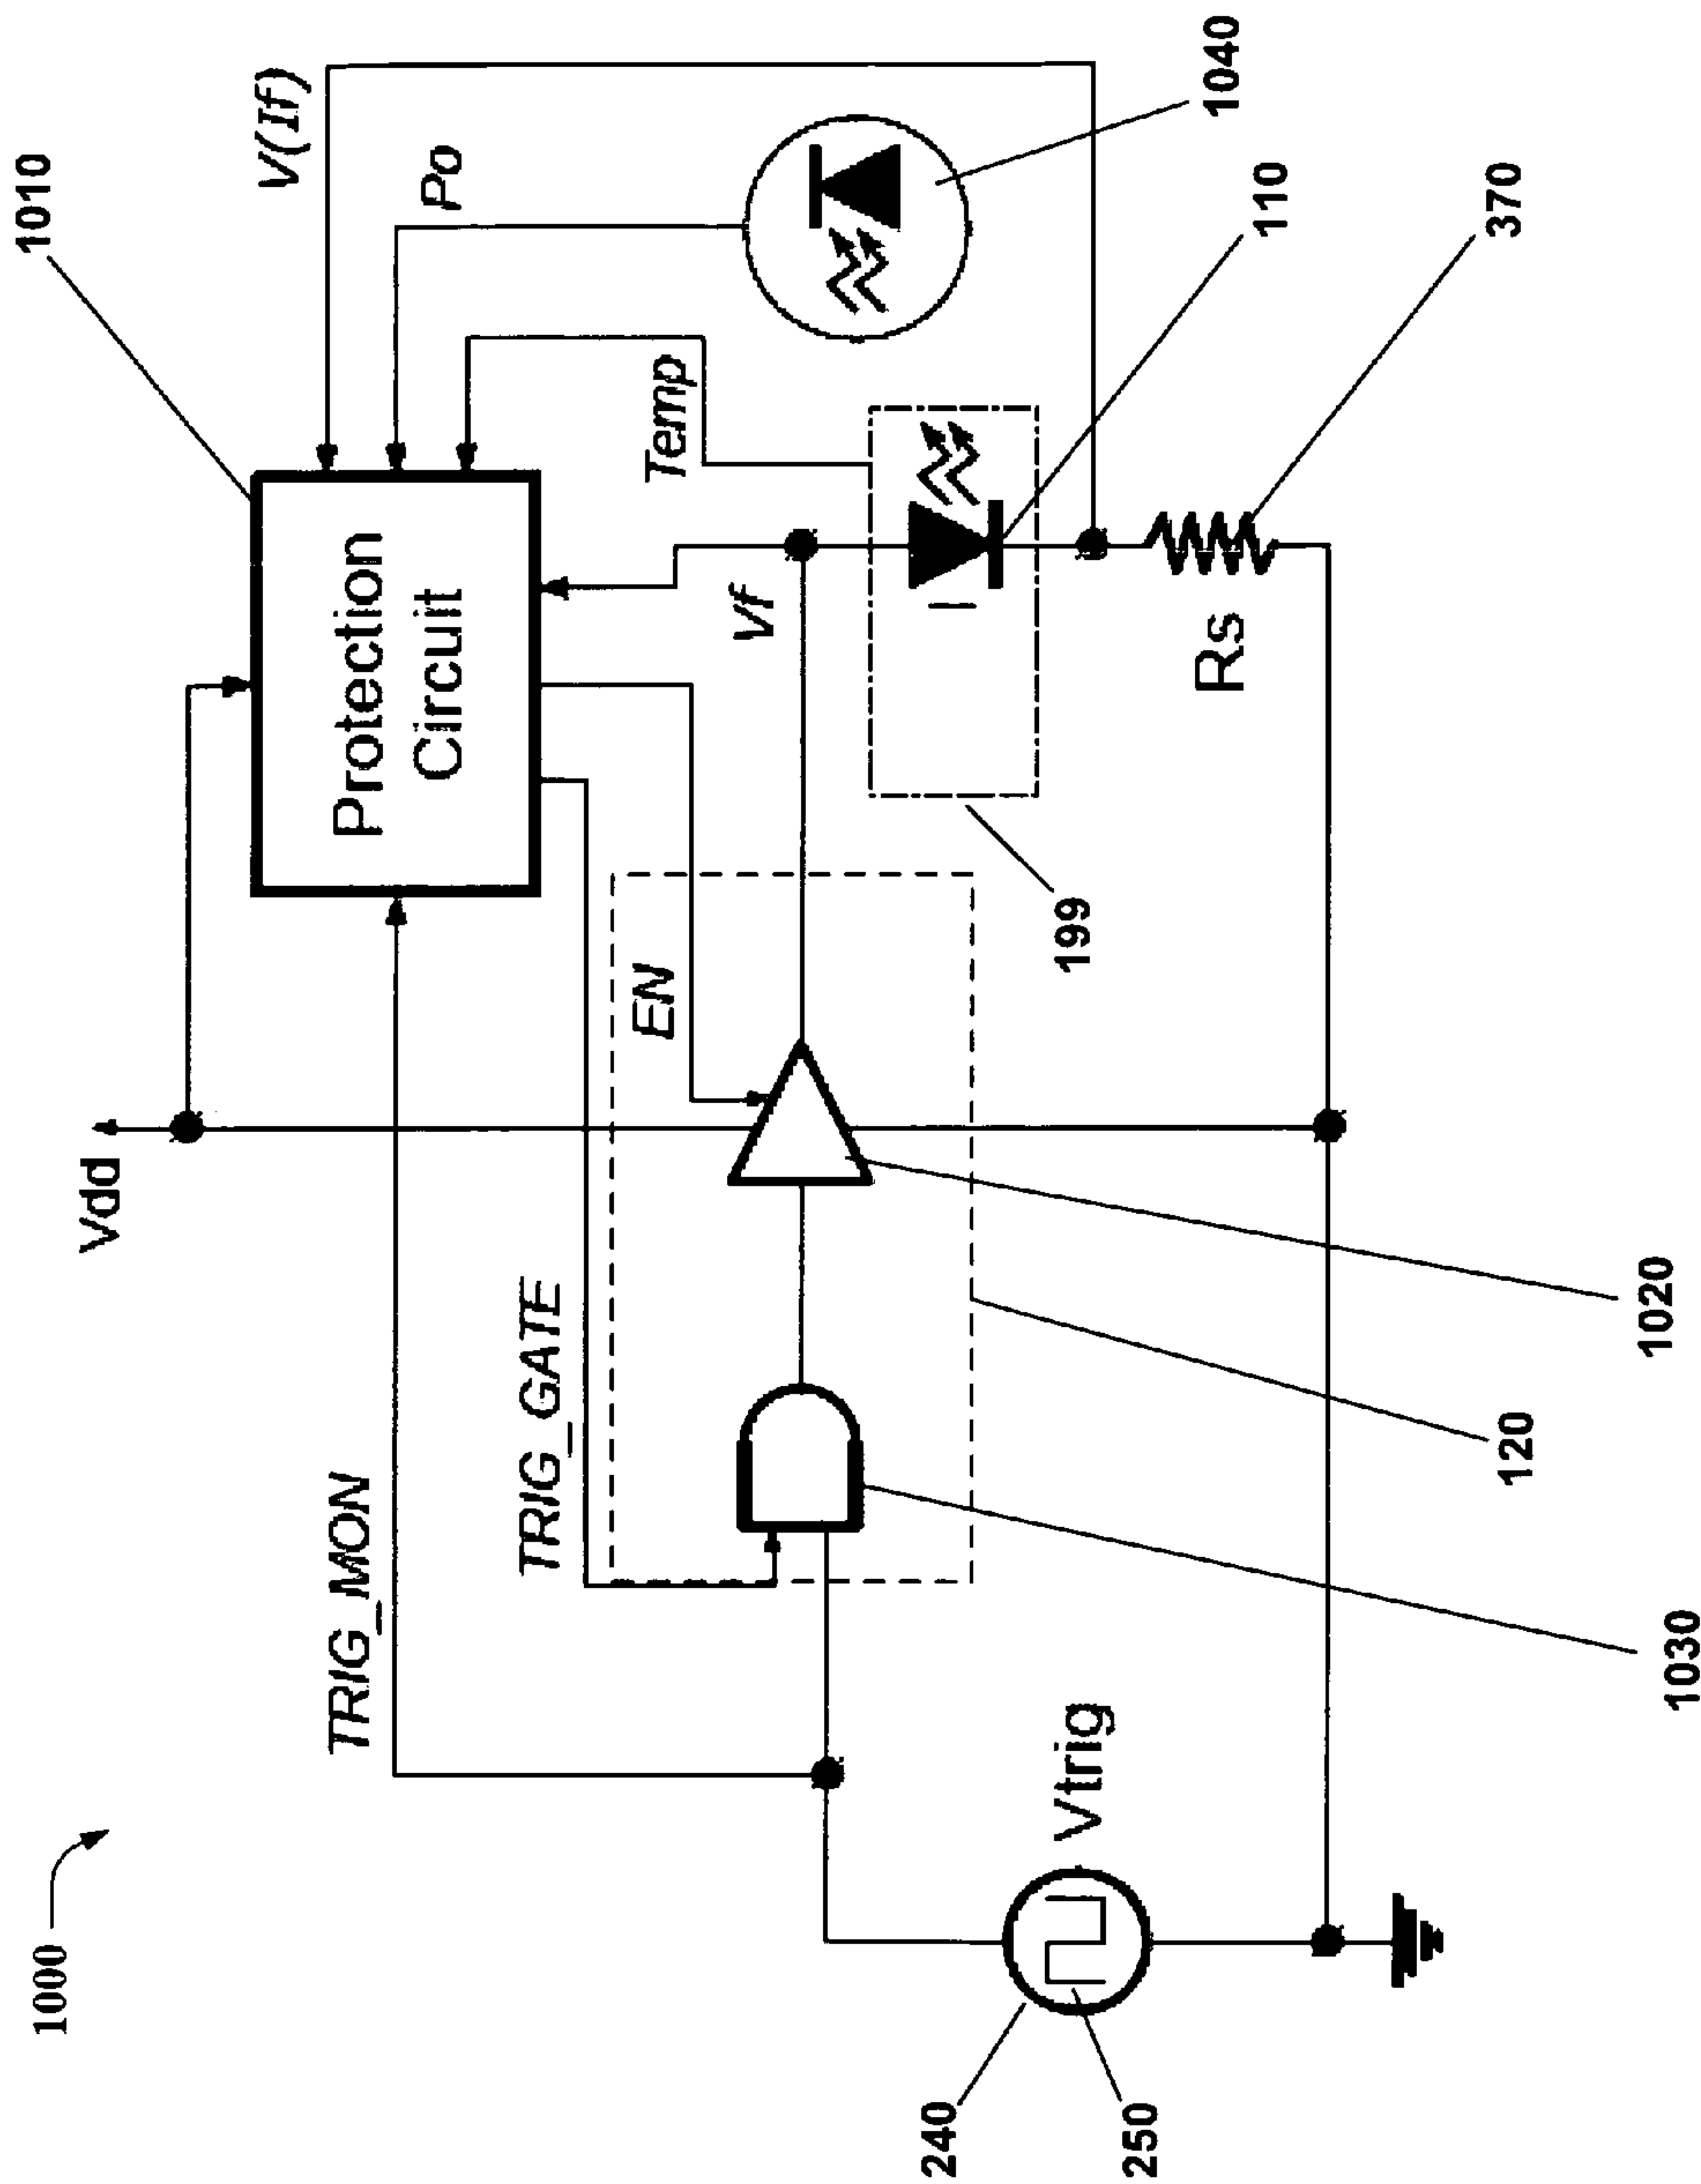 1000
Vdd
1010
TRIG_MON
Protection
Circuit
V(If)
Po
TRIG_GATE
EN
Temp
Vf
1040
240
250
Vtrig
199
110
Rs
370
120
1030
1020